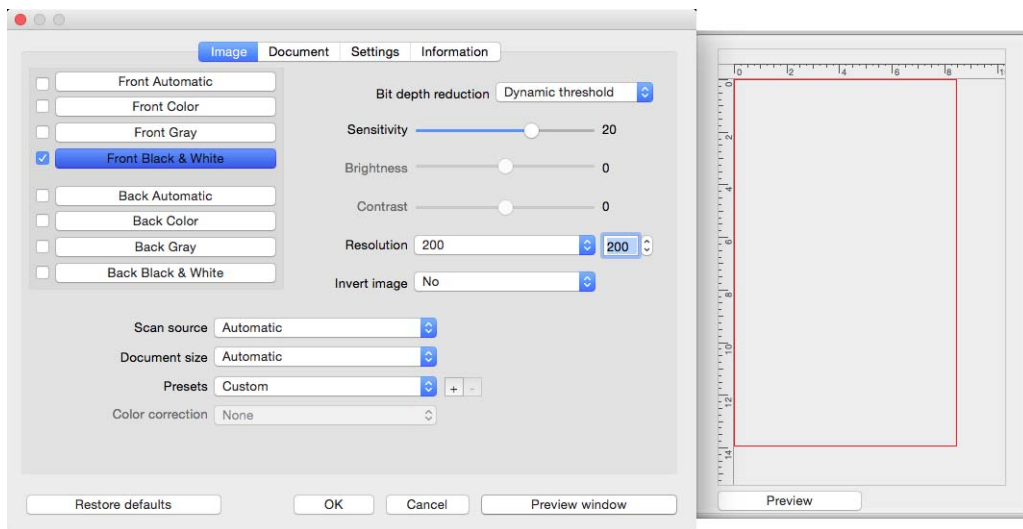 Image Document Settings Information
Front Automatic
Front Color
Front Gray
Front Black & White
Back Automatic
Back Color
Back Gray
Back Black & White
Bit depth reduction Dynamic threshold
Sensitivity 20
Brightness 0
Contrast 0
Resolution 200 200
Invert image No
Scan source Automatic
Document size Automatic
Presets Custom + -
Color correction None
Restore defaults OK Cancel Preview window
0 2 4 6 8
0
2
4
6
8
10
12
14
Preview